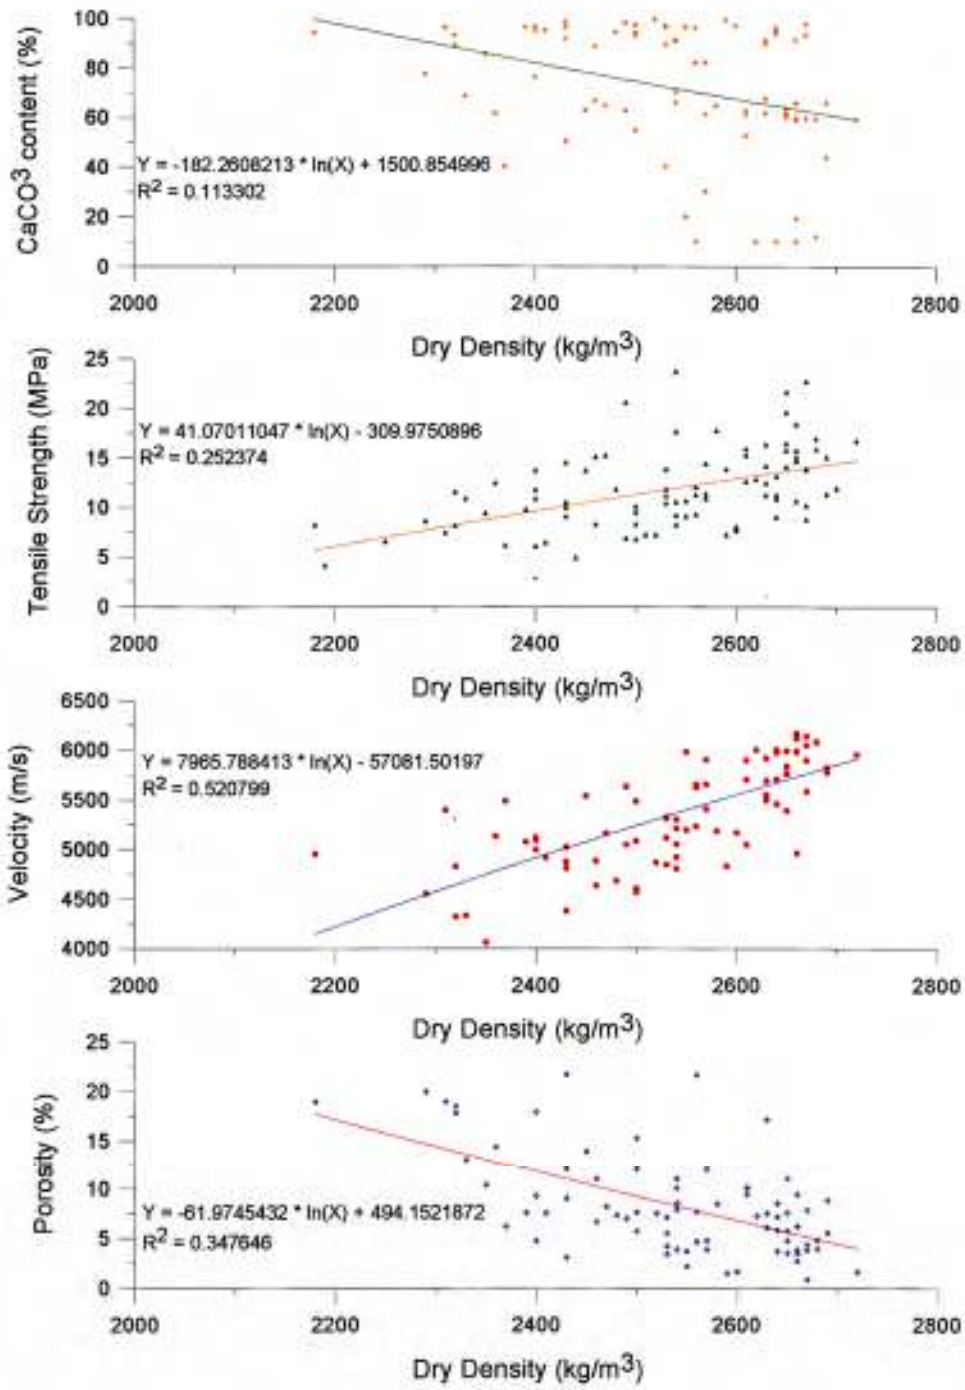 CaCO³ content (%)
100
80
60
40
20
0
Y = -182.2608213 * ln(X) + 1500.854996
R² = 0.113302
2000 2200 2400 2600 2800
Dry Density (kg/m³)
Tensile Strength (MPa)
25
20
15
10
5
0
Y = 41.07011047 * ln(X) - 309.9750896
R² = 0.252374
2000 2200 2400 2600 2800
Dry Density (kg/m³)
Velocity (m/s)
6500
6000
5500
5000
4500
4000
Y = 7965.788413 * ln(X) - 57081.50197
R² = 0.520799
2000 2200 2400 2600 2800
Dry Density (kg/m³)
Porosity (%)
25
20
15
10
5
0
Y = -61.9745432 * ln(X) + 494.1521872
R² = 0.347646
2000 2200 2400 2600 2800
Dry Density (kg/m³)